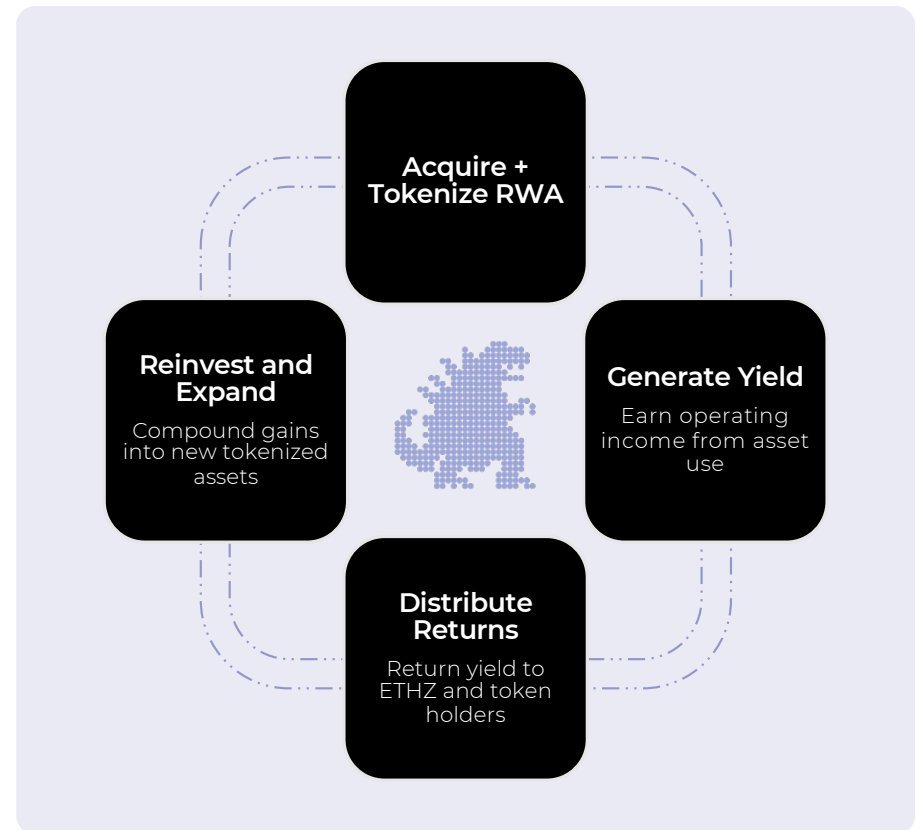 Acquire +
Tokenize RWA
Reinvest and
Expand
Compound gains
into new tokenized
assets
Generate Yield
Earn operating
income from asset
use
Distribute
Returns
Return yield to
ETHZ and token
holders